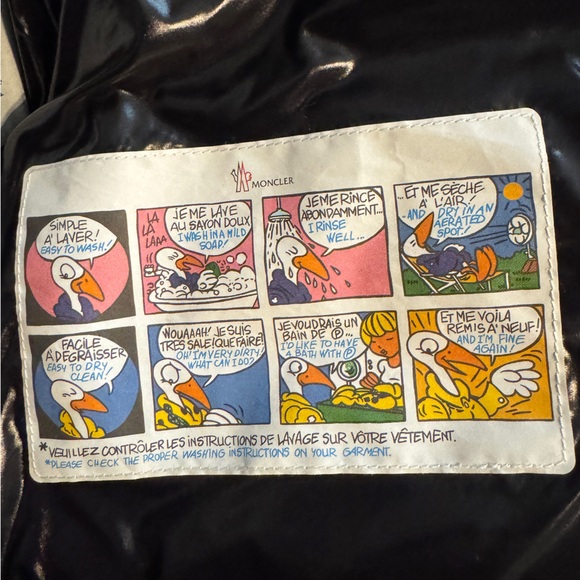 MONCLER
SIMPLE
A' LAVER!
EASY TO WASH!
LA
LA
LAAA
JE ME LAVE
AU SAVON DOUX
I WASH IN A MILD
SOAP!
JE ME RINCE
ABONDAMMENT...
I RINSE
WELL...
...ET ME SÈCHE
A' L'AIR!
...AND DRY IN AN
AERATED
SPOT!
FACILE
A' DÉGRAISSER
EASY TO DRY
CLEAN!
WOUAAAH! JE SUIS
TRES SALE! QUE FAIRE?
OH! I'M VERY DIRTY!
WHAT CAN I DO?
JE VOUDRAIS UN
BAIN DE Ⓟ...
I'D LIKE TO HAVE
A BATH WITH Ⓟ
ET ME VOILA
REMIS A' NEUF!
AND I'M FINE
AGAIN!
*VEUILLEZ CONTRÔLER LES INSTRUCTIONS DE LAVAGE SUR VÔTRE VÊTEMENT.
*PLEASE CHECK THE PROPER WASHING INSTRUCTIONS ON YOUR GARMENT.